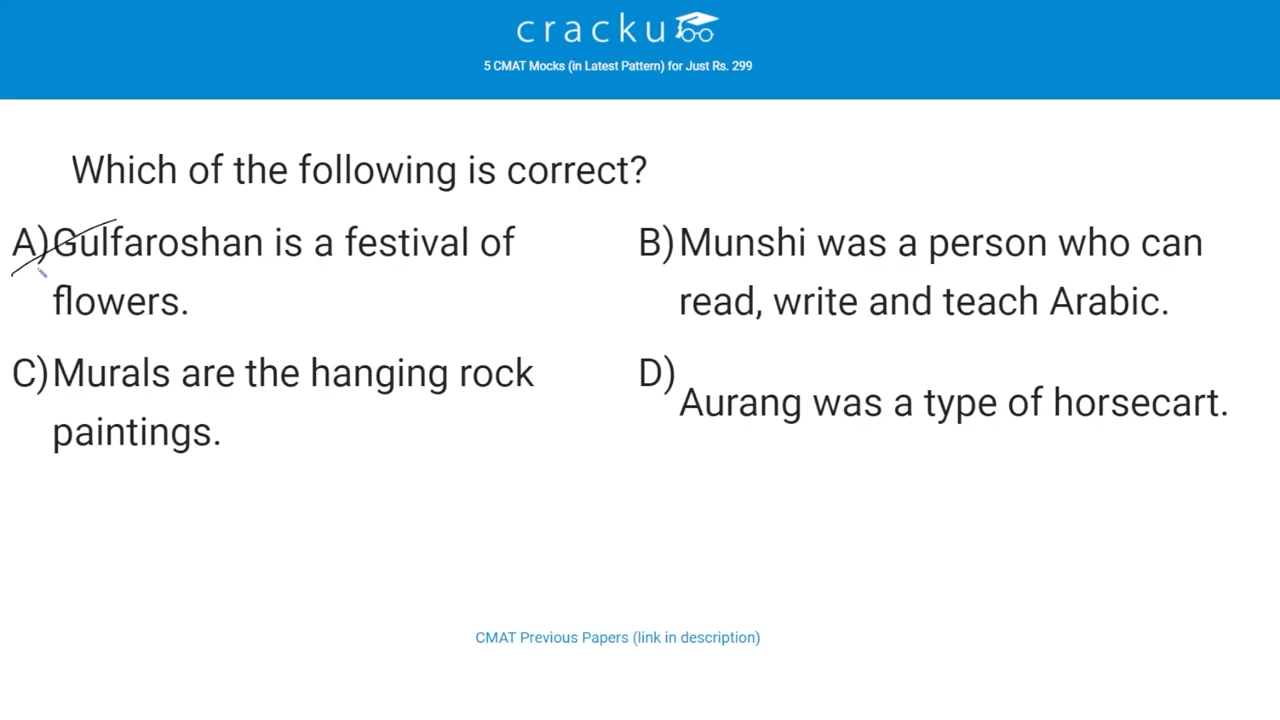 cracku
5 CMAT Mocks (in Latest Pattern) for Just Rs. 299
Which of the following is correct?
A) Gulfaroshan is a festival of
flowers.
B) Munshi was a person who can
read, write and teach Arabic.
C) Murals are the hanging rock
paintings.
D)
Aurang was a type of horsecart.
CMAT Previous Papers (link in description)